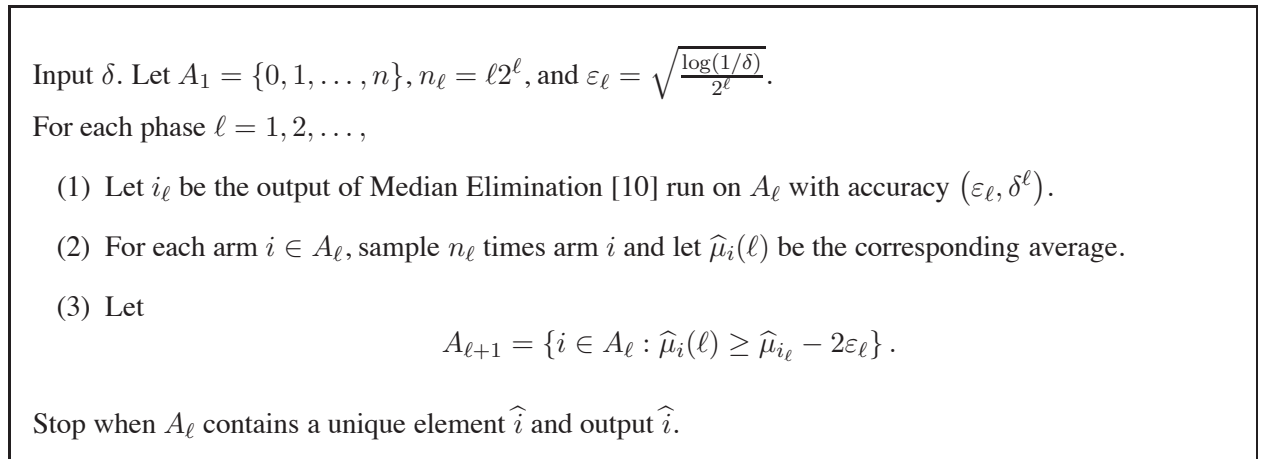 Input δ. Let A₁ = {0, 1, . . . , n}, n_ℓ = ℓ2^ℓ, and ε_ℓ = √(log(1/δ)/2^ℓ).
For each phase ℓ = 1, 2, . . . ,
(1) Let i_ℓ be the output of Median Elimination [10] run on A_ℓ with accuracy (ε_ℓ, δ^ℓ).
(2) For each arm i ∈ A_ℓ, sample n_ℓ times arm i and let μ̂_i(ℓ) be the corresponding average.
(3) Let
A_{ℓ+1} = {i ∈ A_ℓ : μ̂_i(ℓ) ≥ μ̂_{i_ℓ} − 2ε_ℓ} .
Stop when A_ℓ contains a unique element î and output î.